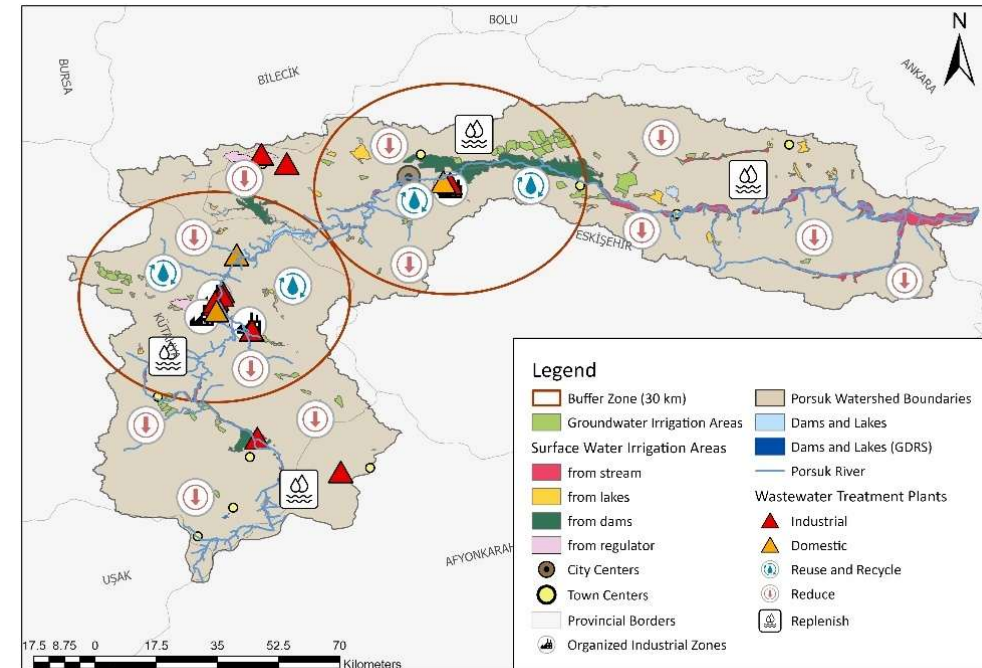 BOLU
N
BİLECİK
BURSA
ANKARA
ESKİŞEHİR
KÜTAHYA
AFYONKARAH
UŞAK
17.5 8.75 0 17.5 35 52.5 70
Kilometers
Legend
Buffer Zone (30 km)
Groundwater Irrigation Areas
Surface Water Irrigation Areas
from stream
from lakes
from dams
from regulator
City Centers
Town Centers
Provincial Borders
Organized Industrial Zones
Porsuk Watershed Boundaries
Dams and Lakes
Dams and Lakes (GDRS)
Porsuk River
Wastewater Treatment Plants
Industrial
Domestic
Reuse and Recycle
Reduce
Replenish